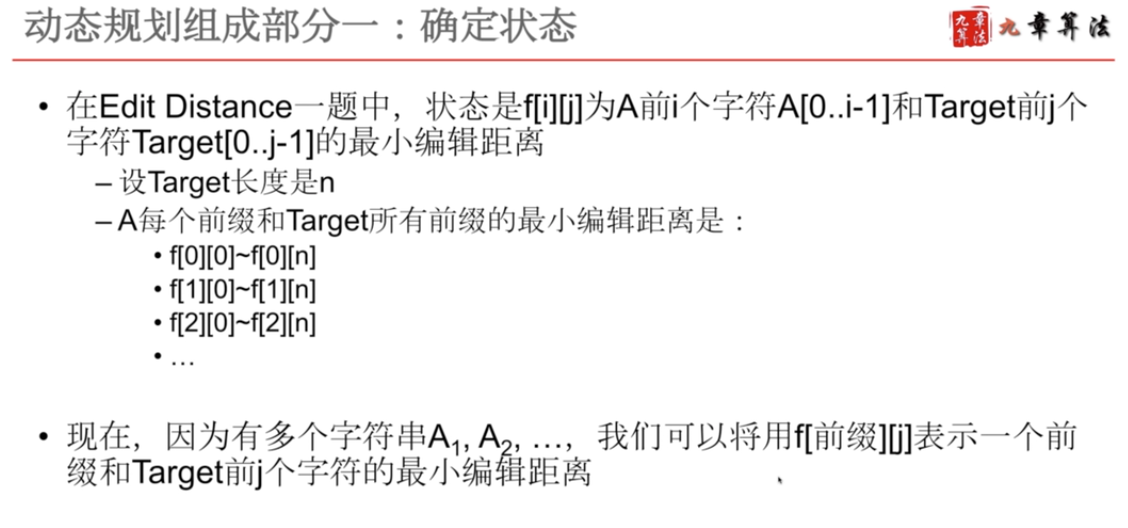 动态规划组成部分一：确定状态
九章算法 九章算法
• 在Edit Distance一题中，状态是f[i][j]为A前i个字符A[0..i-1]和Target前j个
字符Target[0..j-1]的最小编辑距离
– 设Target长度是n
– A每个前缀和Target所有前缀的最小编辑距离是：
• f[0][0]~f[0][n]
• f[1][0]~f[1][n]
• f[2][0]~f[2][n]
• …
• 现在，因为有多个字符串A₁, A₂, …，我们可以将用f[前缀][j]表示一个前
缀和Target前j个字符的最小编辑距离